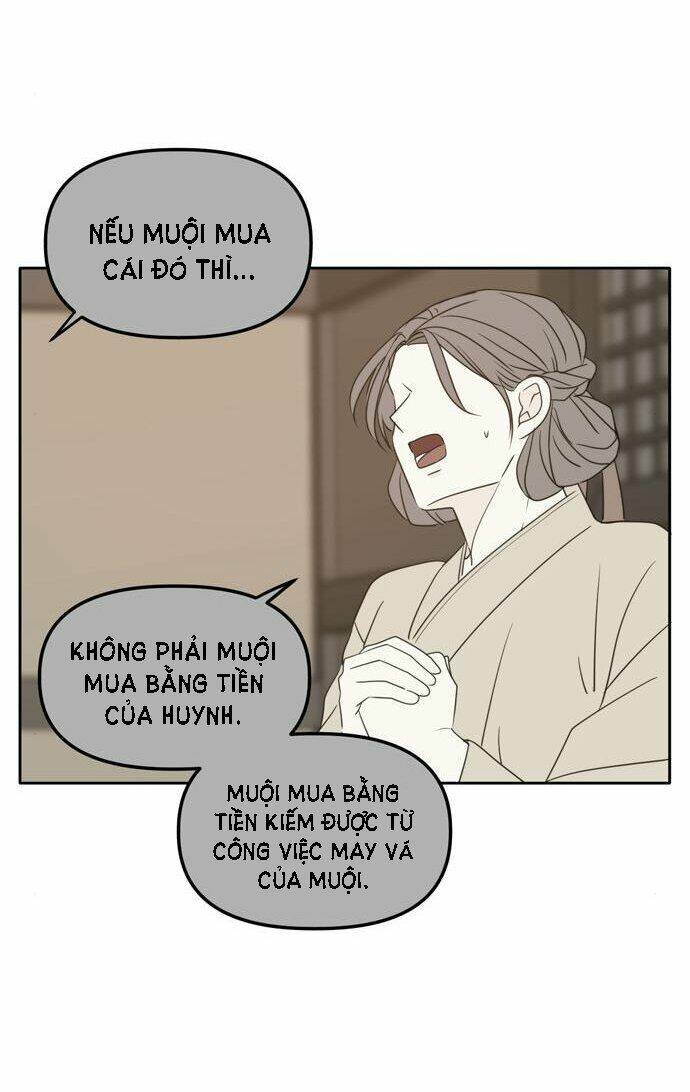 NẾU MUỘI MUA
CÁI ĐÓ THÌ...
KHÔNG PHẢI MUỘI
MUA BẰNG TIỀN
CỦA HUYNH.
MUỘI MUA BẰNG
TIỀN KIẾM ĐƯỢC TỪ
CÔNG VIỆC MAY VÁ
CỦA MUỘI.